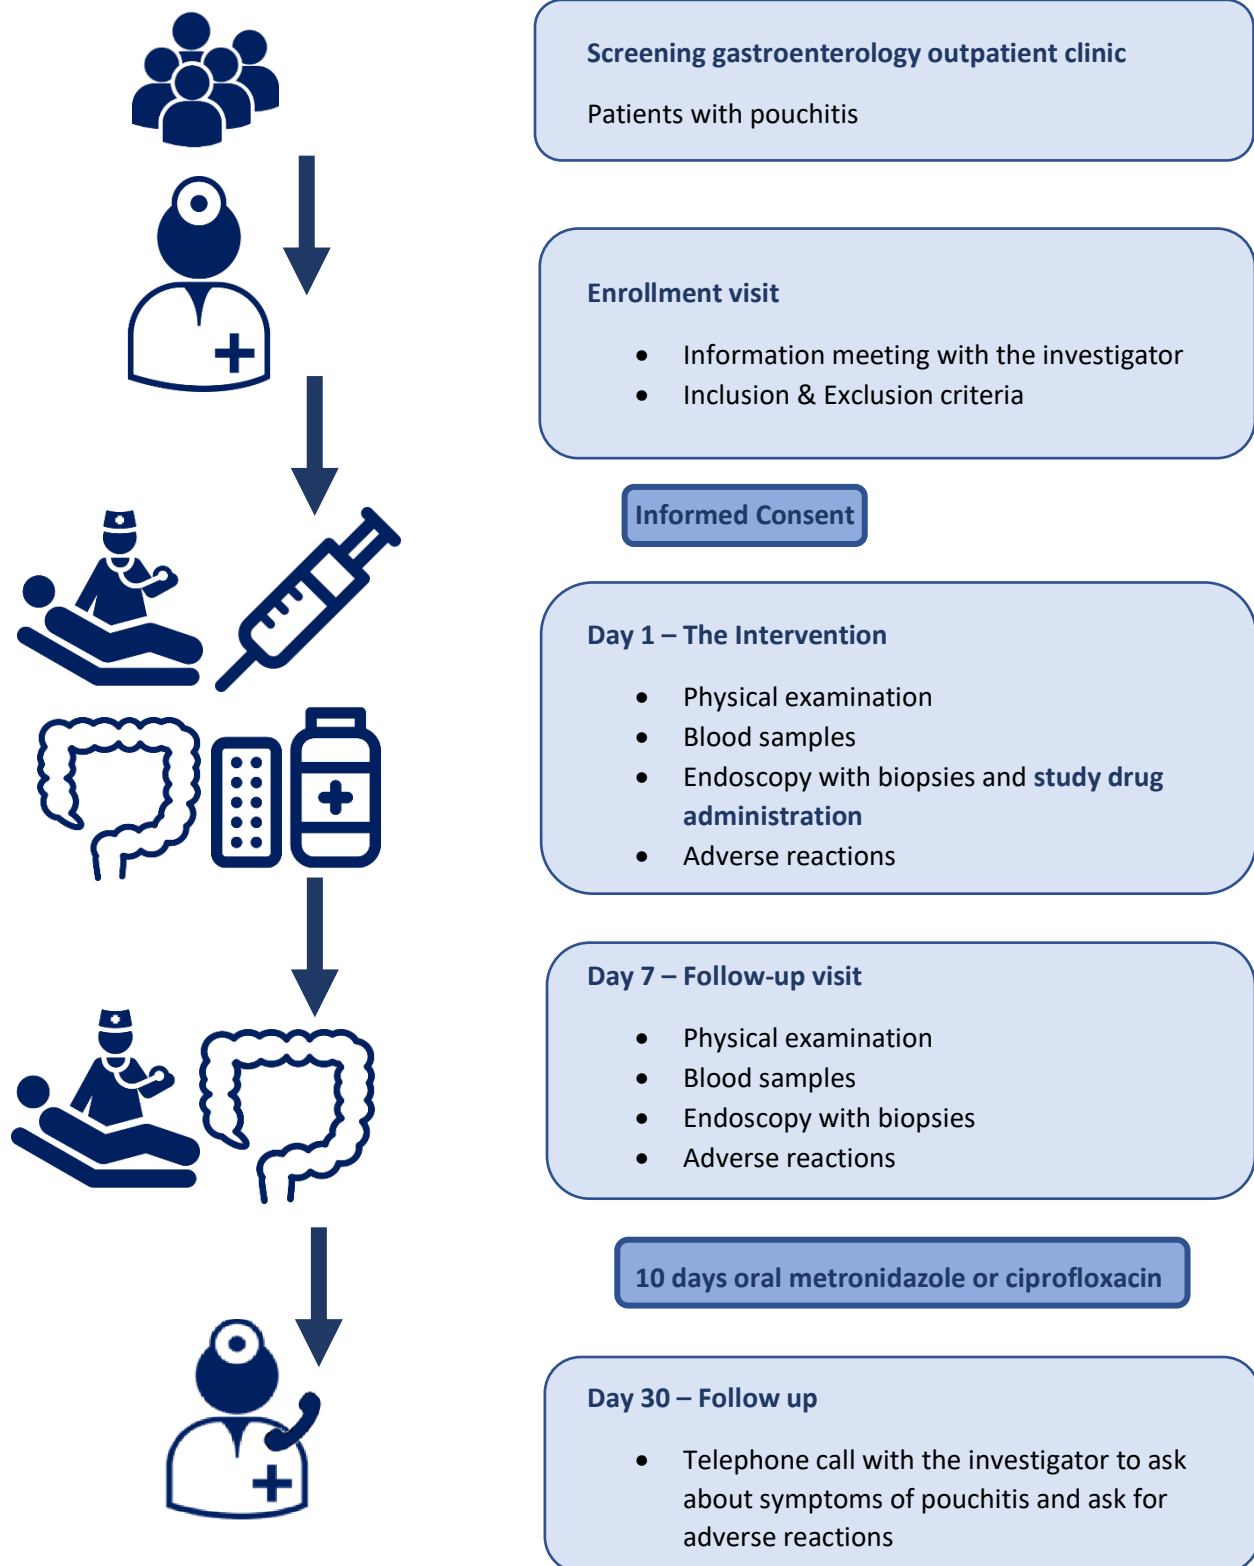 Screening gastroenterology outpatient clinic
Patients with pouchitis
Enrollment visit
• Information meeting with the investigator
• Inclusion & Exclusion criteria
Informed Consent
Day 1 – The Intervention
• Physical examination
• Blood samples
• Endoscopy with biopsies and study drug
administration
• Adverse reactions
Day 7 – Follow-up visit
• Physical examination
• Blood samples
• Endoscopy with biopsies
• Adverse reactions
10 days oral metronidazole or ciprofloxacin
Day 30 – Follow up
• Telephone call with the investigator to ask
about symptoms of pouchitis and ask for
adverse reactions